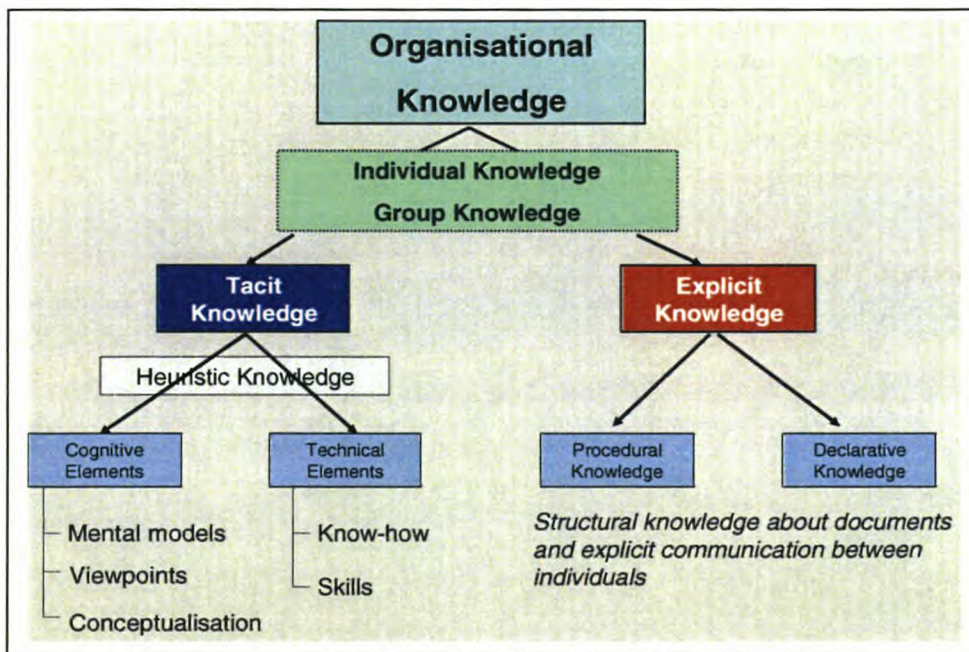 Organisational
Knowledge
Individual Knowledge
Group Knowledge
Tacit
Knowledge
Explicit
Knowledge
Heuristic Knowledge
Cognitive
Elements
Technical
Elements
Procedural
Knowledge
Declarative
Knowledge
Mental models
Viewpoints
Conceptualisation
Know-how
Skills
Structural knowledge about documents
and explicit communication between
individuals